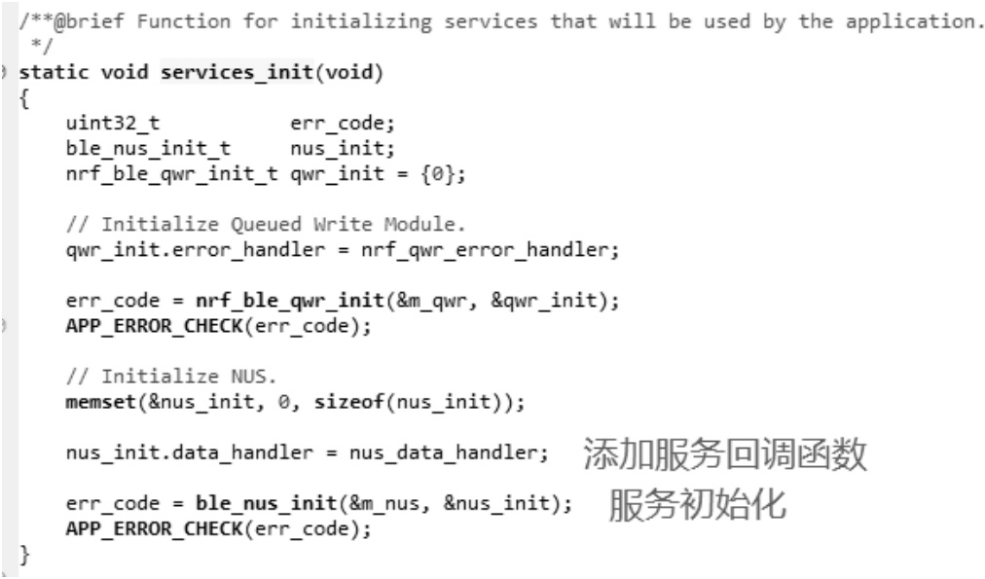 /**@brief Function for initializing services that will be used by the application.
 */
static void services_init(void)
{
    uint32_t           err_code;
    ble_nus_init_t     nus_init;
    nrf_ble_qwr_init_t qwr_init = {0};
    // Initialize Queued Write Module.
    qwr_init.error_handler = nrf_qwr_error_handler;
    err_code = nrf_ble_qwr_init(&m_qwr, &qwr_init);
    APP_ERROR_CHECK(err_code);
    // Initialize NUS.
    memset(&nus_init, 0, sizeof(nus_init));
    nus_init.data_handler = nus_data_handler; 添加服务回调函数
    err_code = ble_nus_init(&m_nus, &nus_init); 服务初始化
    APP_ERROR_CHECK(err_code);
}